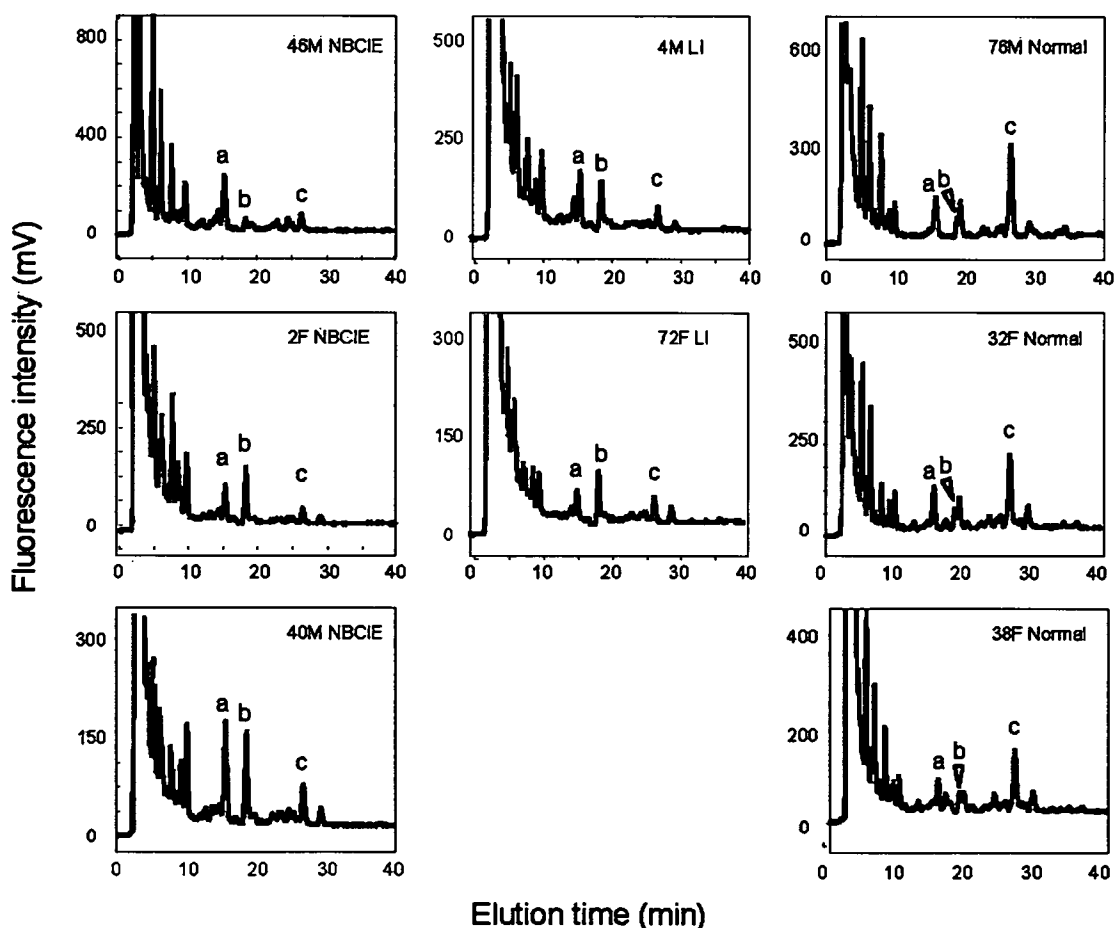 Fluorescence intensity (mV)
46M NBCIE
800
400
0
a
b
c
0 10 20 30 40
4M LI
500
250
0
a
b
c
0 10 20 30 40
76M Normal
600
300
0
a
b
c
0 10 20 30 40
2F NBCIE
500
250
0
a
b
c
0 10 20 30 40
72F LI
300
150
0
a
b
c
0 10 20 30 40
32F Normal
500
250
0
a
b
c
0 10 20 30 40
40M NBCIE
300
150
0
a
b
c
0 10 20 30 40
38F Normal
400
200
0
a
b
c
0 10 20 30 40
Elution time (min)